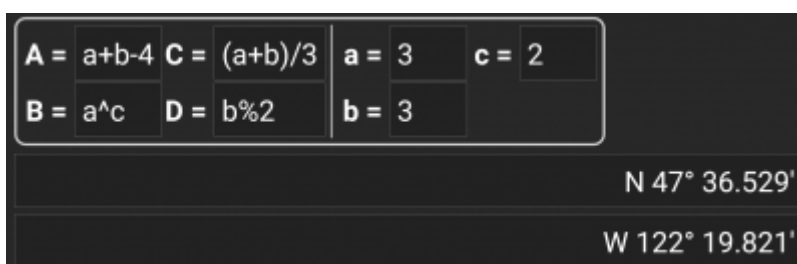 A = a+b-4 C = (a+b)/3 a = 3 c = 2
B = a^c D = b%2 b = 3
N 47° 36.529'
W 122° 19.821'